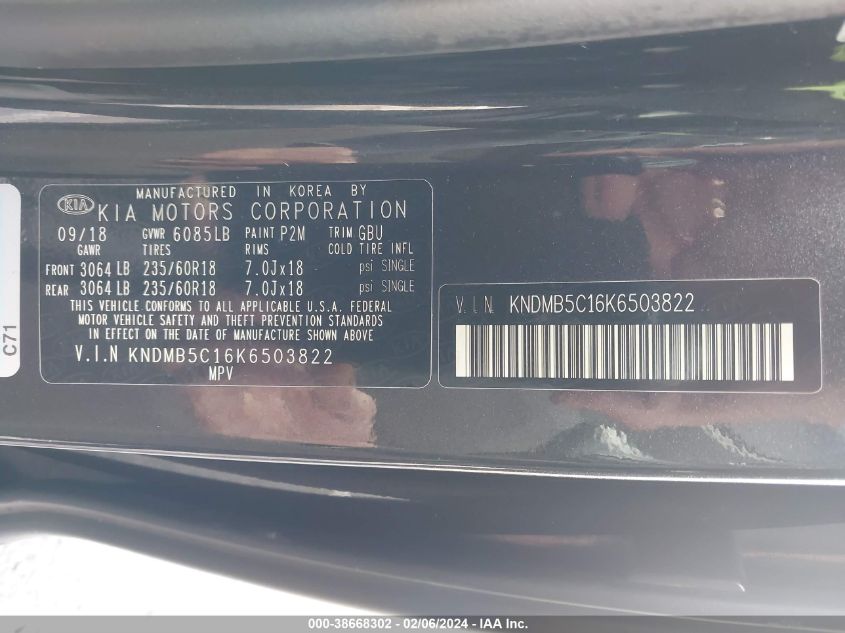 MANUFACTURED IN KOREA BY
KIA KIA MOTORS CORPORATION
09/18 GVWR 6085LB PAINT P2M TRIM GBU
GAWR TIRES RIMS COLD TIRE INFL
FRONT 3064 LB 235/60R18 7.0Jx18 psi SINGLE
REAR 3064 LB 235/60R18 7.0Jx18 psi SINGLE
THIS VEHICLE CONFORMS TO ALL APPLICABLE U.S.A. FEDERAL
MOTOR VEHICLE SAFETY & THEFT PREVENTION STANDARDS
IN EFFECT ON THE DATE OF MANUFACTURE SHOWN ABOVE
V.I.N KNDMB5C16K6503822
MPV
V.I.N. KNDMB5C16K6503822
C71
000-38668302 - 02/06/2024 - IAA Inc.